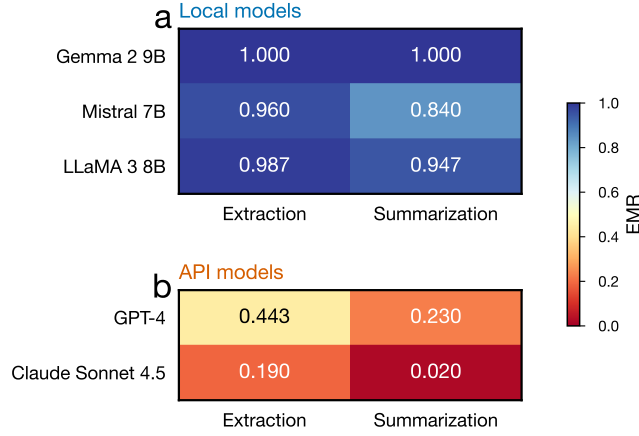 a Local models
Gemma 2 9B 1.000 1.000
Mistral 7B 0.960 0.840
LLaMA 3 8B 0.987 0.947
Extraction Summarization
b API models
GPT-4 0.443 0.230
Claude Sonnet 4.5 0.190 0.020
Extraction Summarization
1.0
0.8
0.6
0.4
0.2
0.0
EMR